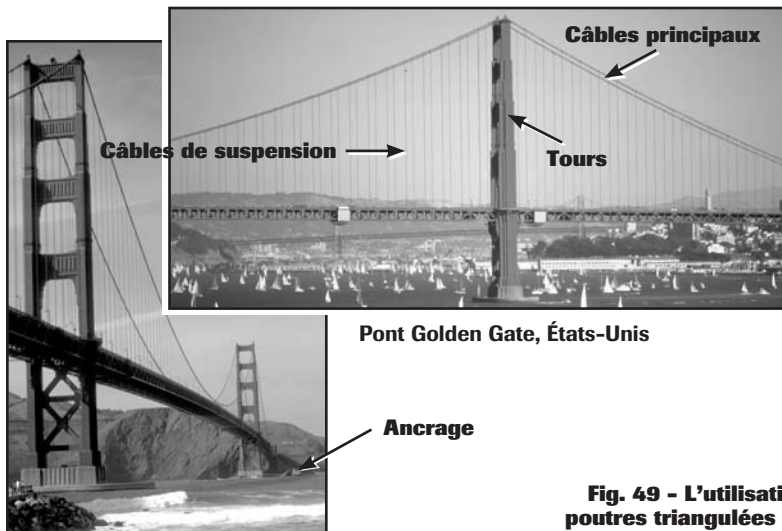 Câbles principaux
Câbles de suspension
Tours
Pont Golden Gate, États-Unis
Ancrage
Fig. 49 - L'utilisati
poutres triangulées